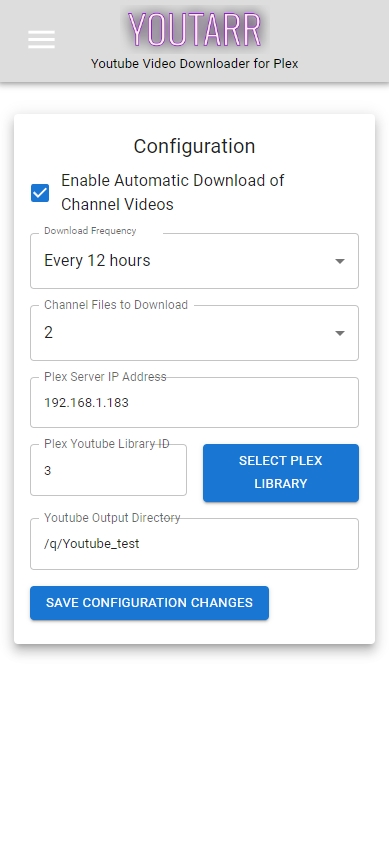 YOUTARR
Youtube Video Downloader for Plex
Configuration
Enable Automatic Download of
Channel Videos
Download Frequency
Every 12 hours
Channel Files to Download
2
Plex Server IP Address
192.168.1.183
Plex Youtube Library ID
3
SELECT PLEX
LIBRARY
Youtube Output Directory
/q/Youtube_test
SAVE CONFIGURATION CHANGES